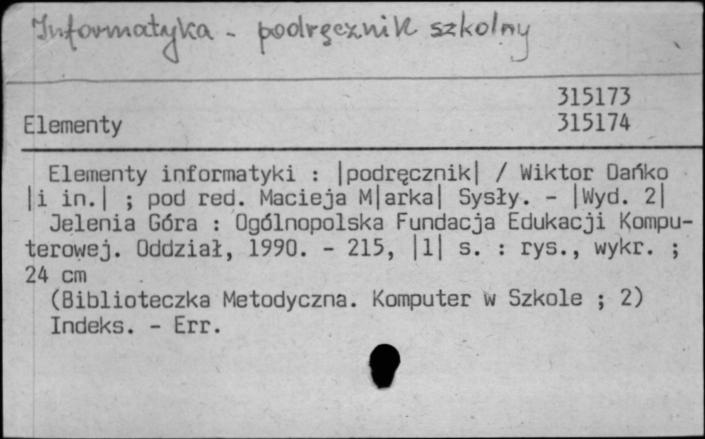 Informatyka - podręcznik szkolny
315173
Elementy 315174
Elementy informatyki : |podręcznik| / Wiktor Dańko
|i in.| ; pod red. Macieja M|arka| Sysły. - |Wyd. 2|
Jelenia Góra : Ogólnopolska Fundacja Edukacji Kompu-
terowej. Oddział, 1990. - 215, |1| s. : rys., wykr. ;
24 cm
(Biblioteczka Metodyczna. Komputer w Szkole ; 2)
Indeks. - Err.